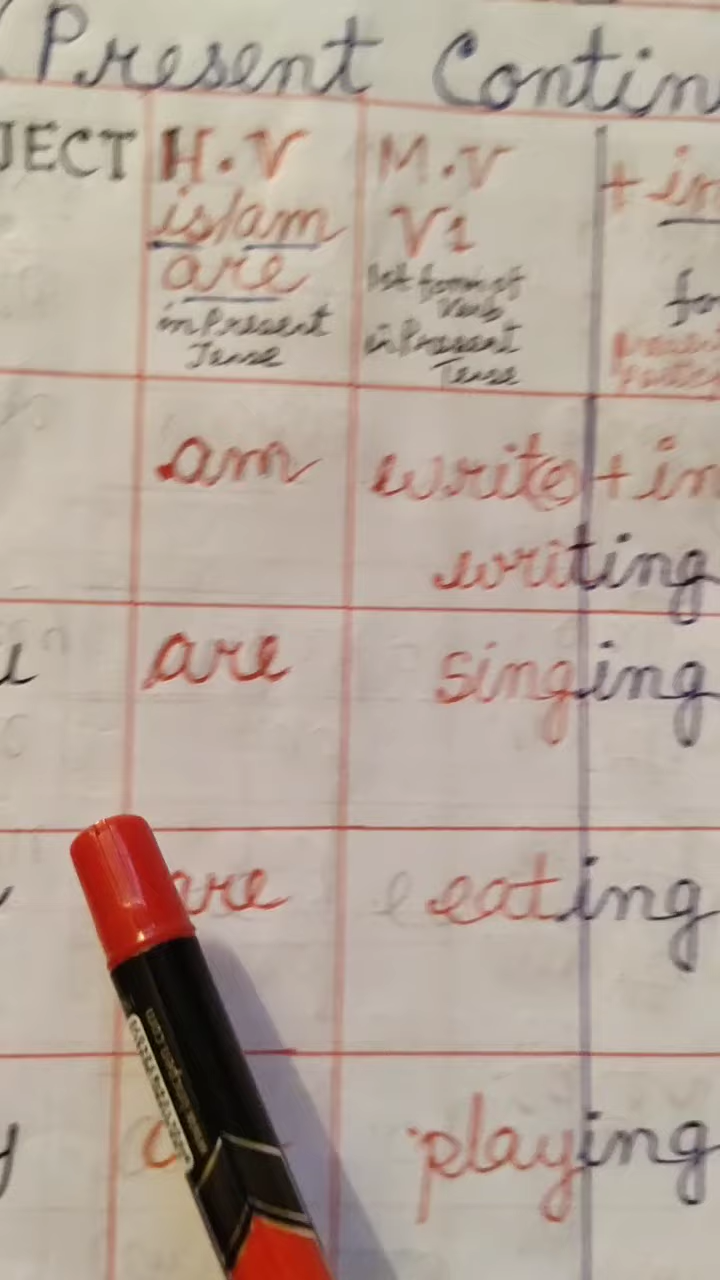 Present Contin
JECT H.V M.V + in
is/am V1
are 1st form of Verb fo
in Present Tense in Present Tense
am write + in
writing
u are singing
are eating
y playing